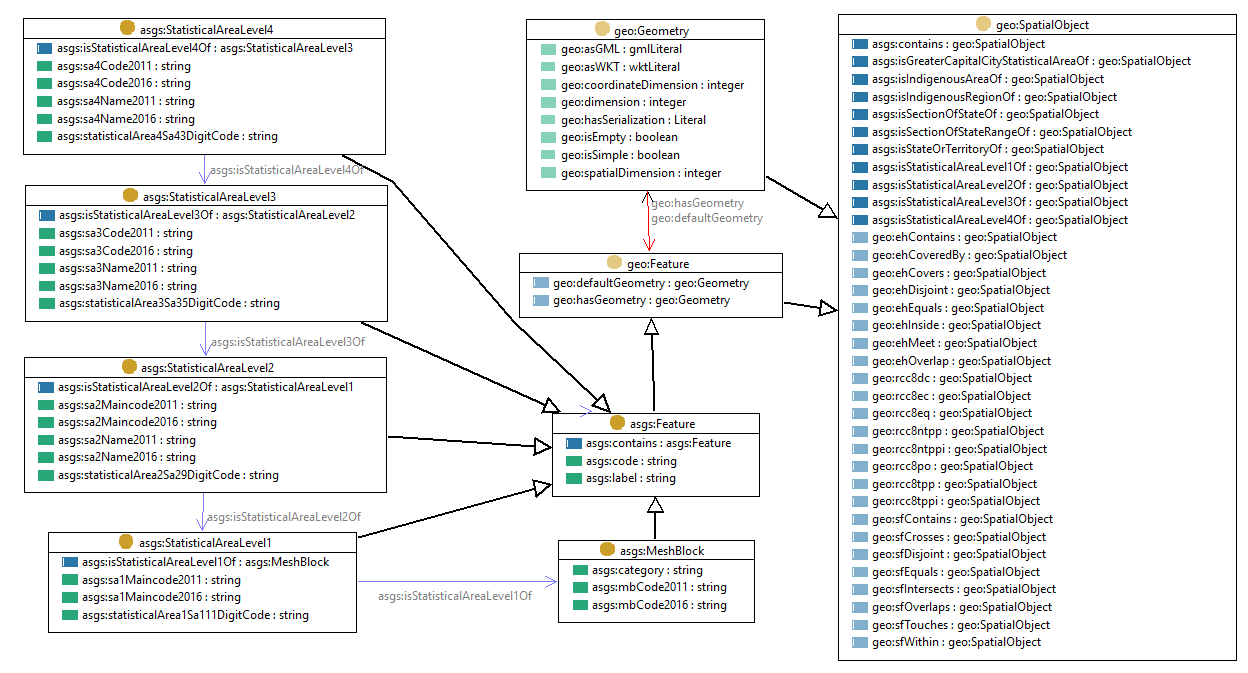 asgs:StatisticalAreaLevel4
asgs:isStatisticalAreaLevel4Of : asgs:StatisticalAreaLevel3
asgs:sa4Code2011 : string
asgs:sa4Code2016 : string
asgs:sa4Name2011 : string
asgs:sa4Name2016 : string
asgs:statisticalArea4Sa43DigitCode : string
asgs:isStatisticalAreaLevel4Of
asgs:StatisticalAreaLevel3
asgs:isStatisticalAreaLevel3Of : asgs:StatisticalAreaLevel2
asgs:sa3Code2011 : string
asgs:sa3Code2016 : string
asgs:sa3Name2011 : string
asgs:sa3Name2016 : string
asgs:statisticalArea3Sa35DigitCode : string
asgs:isStatisticalAreaLevel3Of
asgs:StatisticalAreaLevel2
asgs:isStatisticalAreaLevel2Of : asgs:StatisticalAreaLevel1
asgs:sa2Maincode2011 : string
asgs:sa2Maincode2016 : string
asgs:sa2Name2011 : string
asgs:sa2Name2016 : string
asgs:statisticalArea2Sa29DigitCode : string
asgs:isStatisticalAreaLevel2Of
asgs:StatisticalAreaLevel1
asgs:isStatisticalAreaLevel1Of : asgs:MeshBlock
asgs:sa1Maincode2011 : string
asgs:sa1Maincode2016 : string
asgs:statisticalArea1Sa111DigitCode : string
asgs:isStatisticalAreaLevel1Of
geo:Geometry
geo:asGML : gmlLiteral
geo:asWKT : wktLiteral
geo:coordinateDimension : integer
geo:dimension : integer
geo:hasSerialization : Literal
geo:isEmpty : boolean
geo:isSimple : boolean
geo:spatialDimension : integer
geo:hasGeometry
geo:defaultGeometry
geo:Feature
geo:defaultGeometry : geo:Geometry
geo:hasGeometry : geo:Geometry
asgs:Feature
asgs:contains : asgs:Feature
asgs:code : string
asgs:label : string
asgs:MeshBlock
asgs:category : string
asgs:mbCode2011 : string
asgs:mbCode2016 : string
geo:SpatialObject
asgs:contains : geo:SpatialObject
asgs:isGreaterCapitalCityStatisticalAreaOf : geo:SpatialObject
asgs:isIndigenousAreaOf : geo:SpatialObject
asgs:isIndigenousRegionOf : geo:SpatialObject
asgs:isSectionOfStateOf : geo:SpatialObject
asgs:isSectionOfStateRangeOf : geo:SpatialObject
asgs:isStateOrTerritoryOf : geo:SpatialObject
asgs:isStatisticalAreaLevel1Of : geo:SpatialObject
asgs:isStatisticalAreaLevel2Of : geo:SpatialObject
asgs:isStatisticalAreaLevel3Of : geo:SpatialObject
asgs:isStatisticalAreaLevel4Of : geo:SpatialObject
geo:ehContains : geo:SpatialObject
geo:ehCoveredBy : geo:SpatialObject
geo:ehCovers : geo:SpatialObject
geo:ehDisjoint : geo:SpatialObject
geo:ehEquals : geo:SpatialObject
geo:ehInside : geo:SpatialObject
geo:ehMeet : geo:SpatialObject
geo:ehOverlap : geo:SpatialObject
geo:rcc8dc : geo:SpatialObject
geo:rcc8ec : geo:SpatialObject
geo:rcc8eq : geo:SpatialObject
geo:rcc8ntpp : geo:SpatialObject
geo:rcc8ntppi : geo:SpatialObject
geo:rcc8po : geo:SpatialObject
geo:rcc8tpp : geo:SpatialObject
geo:rcc8tppi : geo:SpatialObject
geo:sfContains : geo:SpatialObject
geo:sfCrosses : geo:SpatialObject
geo:sfDisjoint : geo:SpatialObject
geo:sfEquals : geo:SpatialObject
geo:sfIntersects : geo:SpatialObject
geo:sfOverlaps : geo:SpatialObject
geo:sfTouches : geo:SpatialObject
geo:sfWithin : geo:SpatialObject